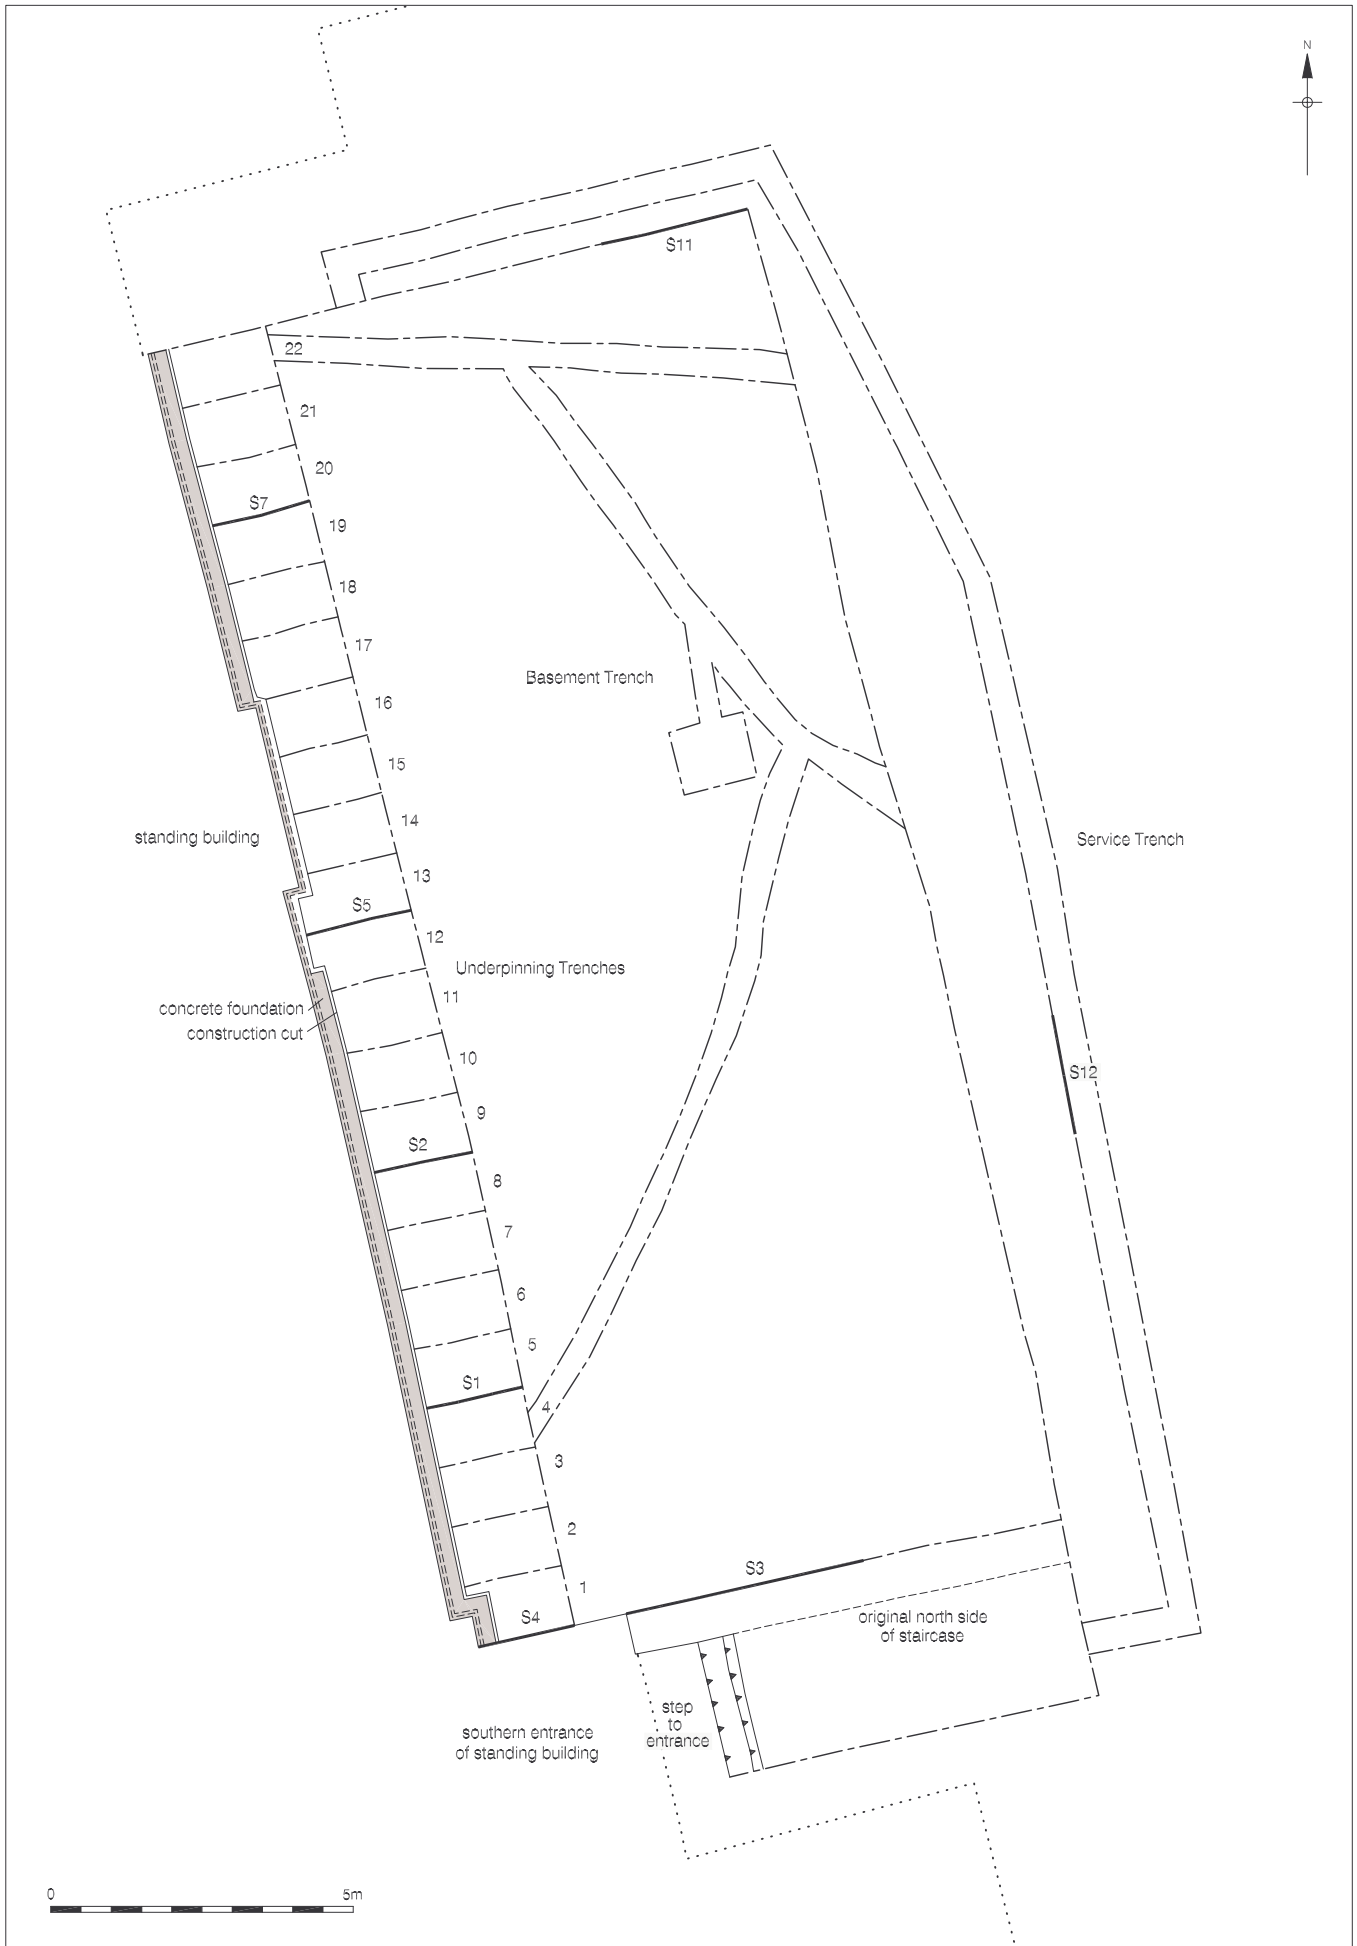 N
S11
22
21
20
S7
19
18
17
Basement Trench
16
15
14
standing building
Service Trench
13
S5
12
Underpinning Trenches
11
concrete foundation
construction cut
10
S12
9
S2
8
7
6
5
S1
4
3
2
S3
1
S4
original north side
of staircase
step
to
entrance
southern entrance
of standing building
0
5m